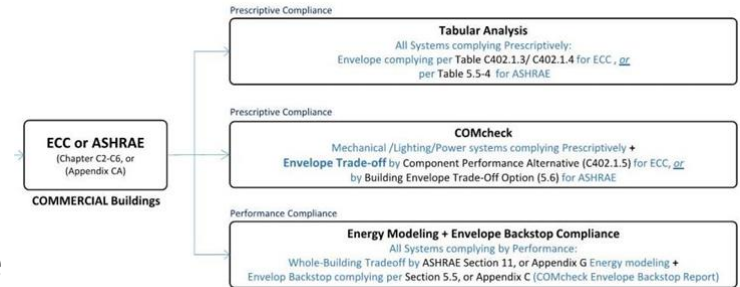 Prescriptive Compliance
Tabular Analysis
All Systems complying Prescriptively:
Envelope complying per Table C402.1.3/ C402.1.4 for ECC , or
per Table 5.5-4 for ASHRAE
Prescriptive Compliance
COMcheck
Mechanical /Lighting/Power systems complying Prescriptively +
Envelope Trade-off by Component Performance Alternative (C402.1.5) for ECC, or
by Building Envelope Trade-Off Option (5.6) for ASHRAE
ECC or ASHRAE
(Chapter C2-C6, or
(Appendix CA)
COMMERCIAL Buildings
Performance Compliance
Energy Modeling + Envelope Backstop Compliance
All Systems complying by Performance:
Whole-Building Tradeoff by ASHRAE Section 11, or Appendix G Energy modeling +
Envelop Backstop complying per Section 5.5, or Appendix C (COMcheck Envelope Backstop Report)